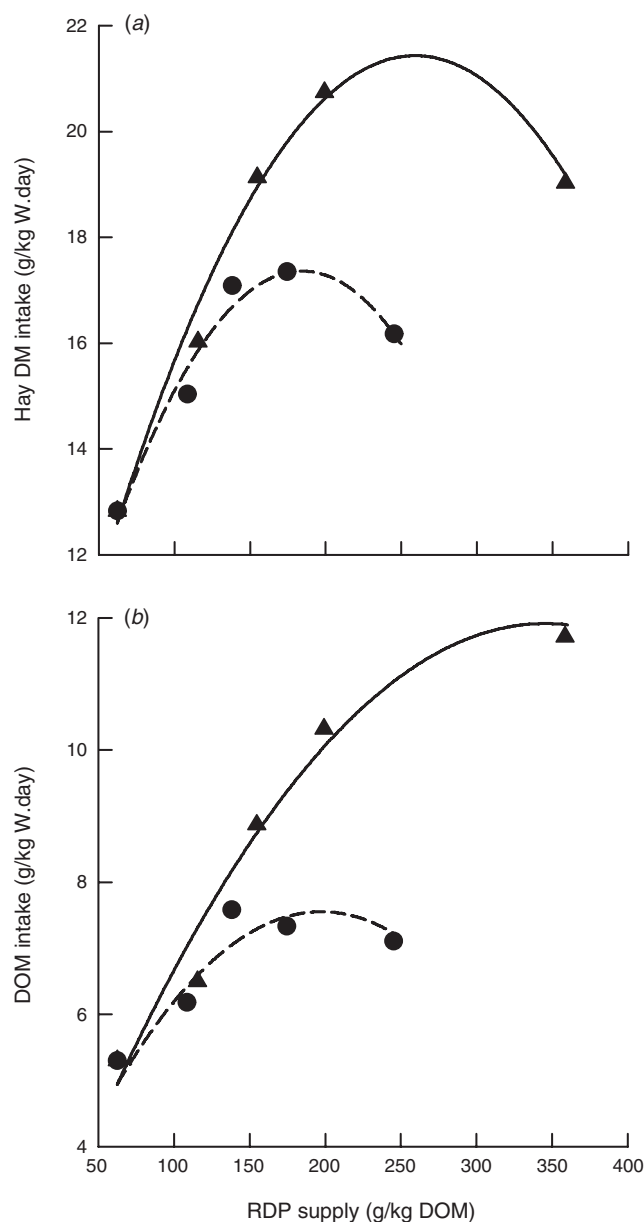 (a)
22
20
18
16
14
12
Hay DM intake (g/kg W.day)
(b)
12
10
8
6
4
DOM intake (g/kg W.day)
50 100 150 200 250 300 350 400
RDP supply (g/kg DOM)